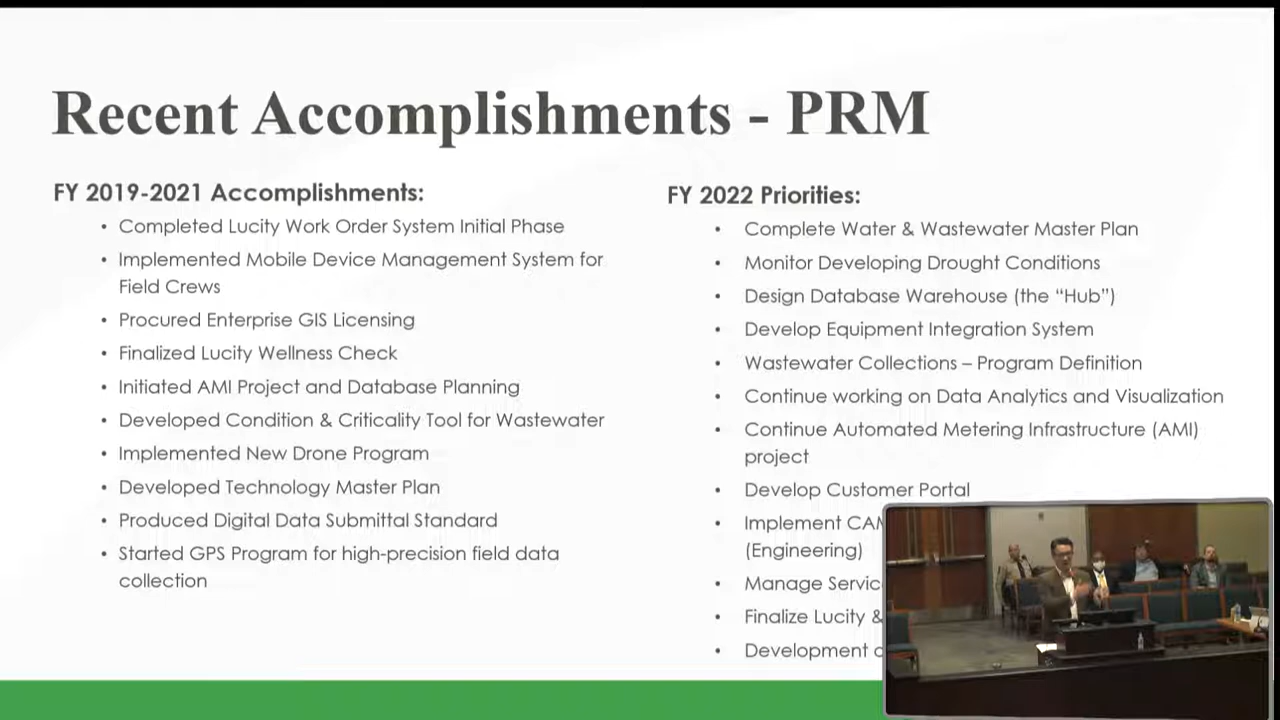 Recent Accomplishments - PRM
FY 2019-2021 Accomplishments:
• Completed Lucity Work Order System Initial Phase
• Implemented Mobile Device Management System for
Field Crews
• Procured Enterprise GIS Licensing
• Finalized Lucity Wellness Check
• Initiated AMI Project and Database Planning
• Developed Condition & Criticality Tool for Wastewater
• Implemented New Drone Program
• Developed Technology Master Plan
• Produced Digital Data Submittal Standard
• Started GPS Program for high-precision field data
collection
FY 2022 Priorities:
• Complete Water & Wastewater Master Plan
• Monitor Developing Drought Conditions
• Design Database Warehouse (the “Hub”)
• Develop Equipment Integration System
• Wastewater Collections – Program Definition
• Continue working on Data Analytics and Visualization
• Continue Automated Metering Infrastructure (AMI)
project
• Develop Customer Portal
• Implement
(Engineering)
• Manage
• Finalize Lucity &
• Development